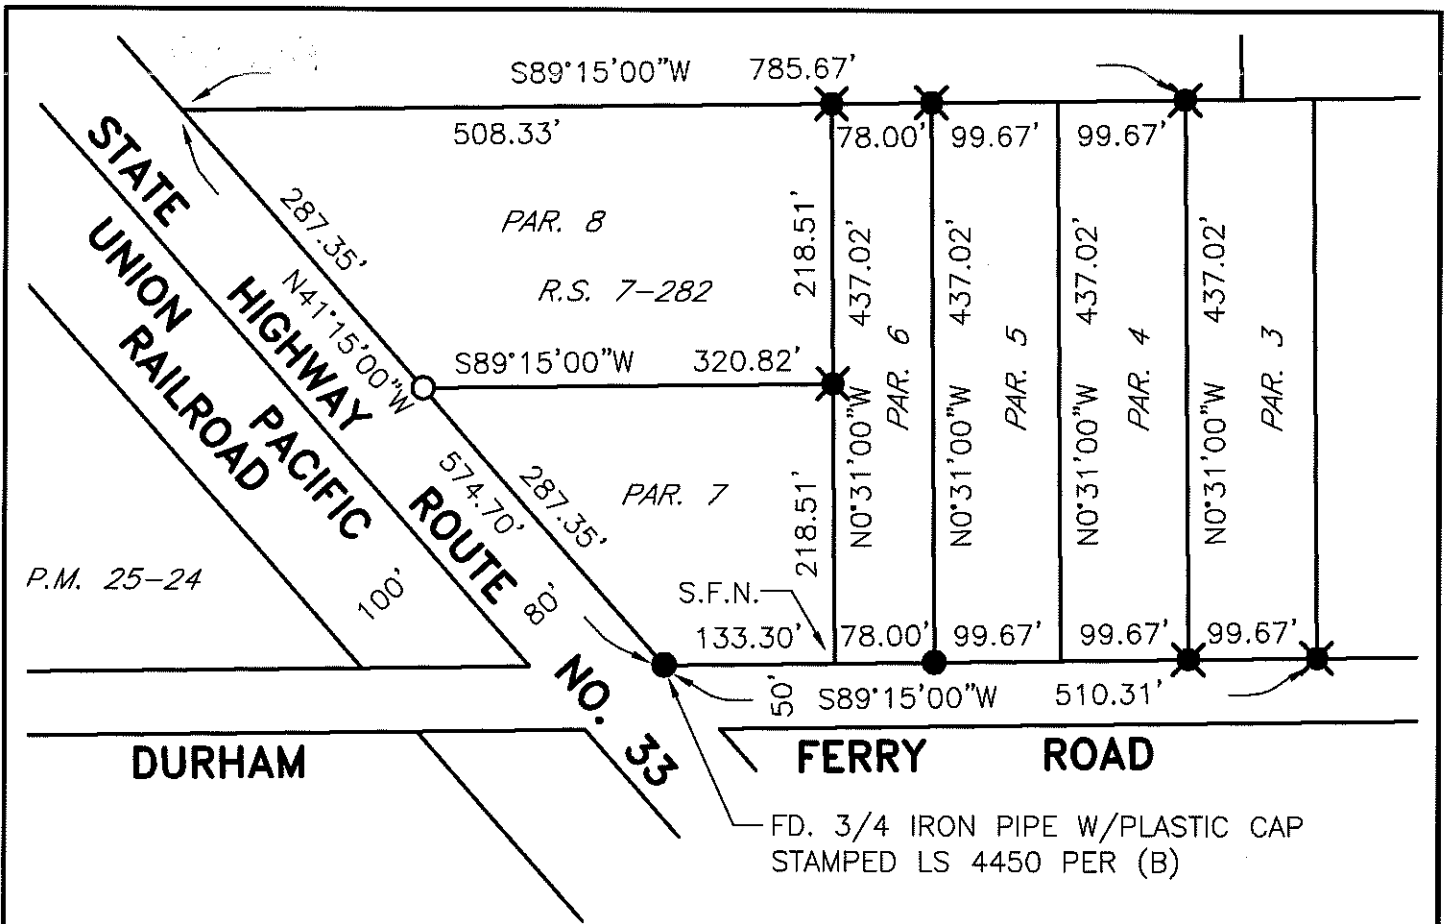 S89°15'00"W 785.67'
508.33'
78.00'
99.67'
99.67'
STATE HIGHWAY ROUTE NO. 33
UNION PACIFIC
RAILROAD
287.35'
N41°15'00"W
574.70'
287.35'
PAR. 8
R.S. 7-282
218.51'
S89°15'00"W 320.82'
PAR. 7
218.51'
N0°31'00"W 437.02'
PAR. 6
N0°31'00"W 437.02'
PAR. 5
N0°31'00"W 437.02'
PAR. 4
N0°31'00"W 437.02'
PAR. 3
P.M. 25-24
100'
80'
S.F.N.
133.30'
78.00'
99.67'
99.67'
99.67'
50'
S89°15'00"W 510.31'
DURHAM FERRY ROAD
FD. 3/4 IRON PIPE W/PLASTIC CAP
STAMPED LS 4450 PER (B)